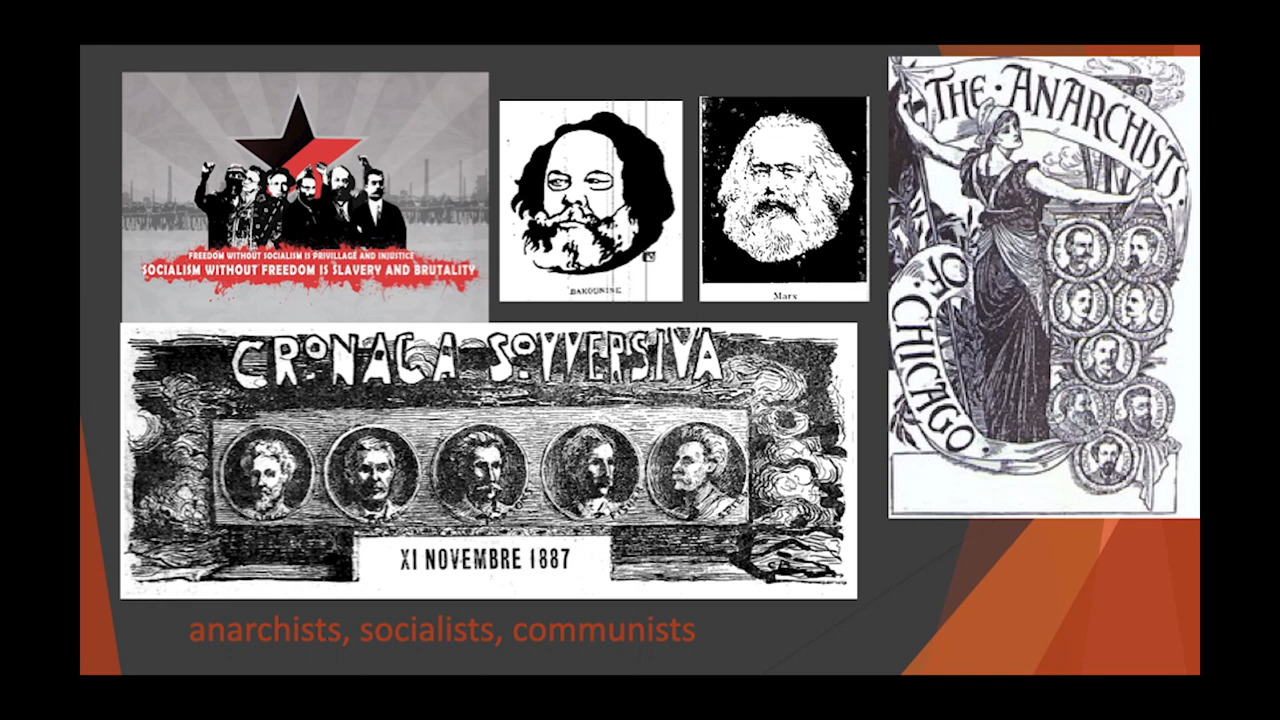 FREEDOM WITHOUT SOCIALISM IS PRIVILLAGE AND INJUSTICE
SOCIALISM WITHOUT FREEDOM IS SLAVERY AND BRUTALITY
BAKOUNINE
Marx
THE · ANARCHISTS ·
OF · CHICAGO ·
CRONACA SOVVERSIVA
XI NOVEMBRE 1887
anarchists, socialists, communists